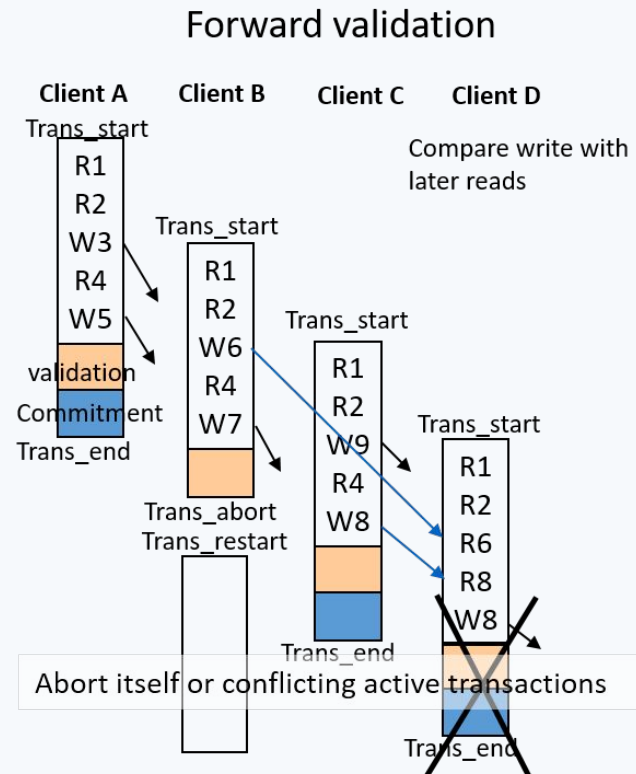 Forward validation
Client A
Client B
Client C
Client D
Compare write with
later reads
Trans_start
R1
R2
W3
R4
W5
validation
Commitment
Trans_end
Trans_start
R1
R2
W6
R4
W7
Trans_abort
Trans_restart
Trans_start
R1
R2
W9
R4
W8
Trans_end
Trans_start
R1
R2
R6
R8
W8
Trans_end
Abort itself or conflicting active transactions